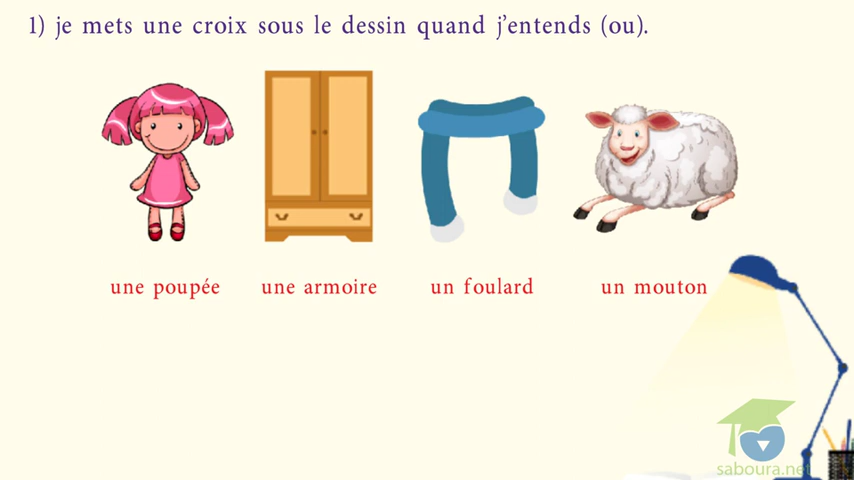 1) je mets une croix sous le dessin quand j'entends (ou).
une poupée une armoire un foulard un mouton
saboura.net